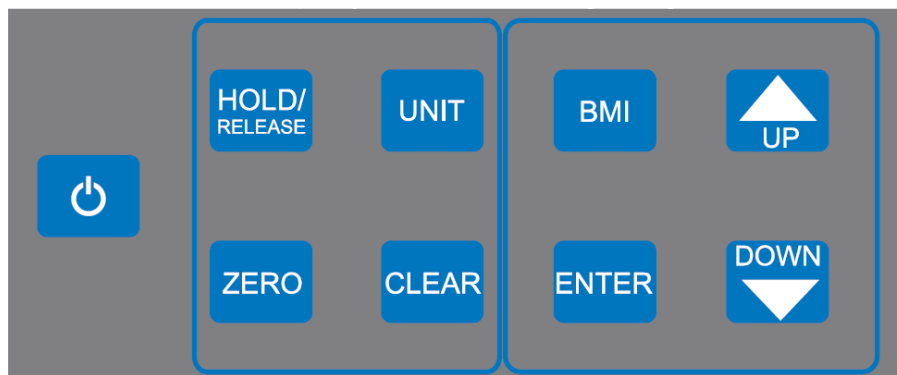 HOLD/
RELEASE
UNIT
BMI
UP
ZERO
CLEAR
ENTER
DOWN